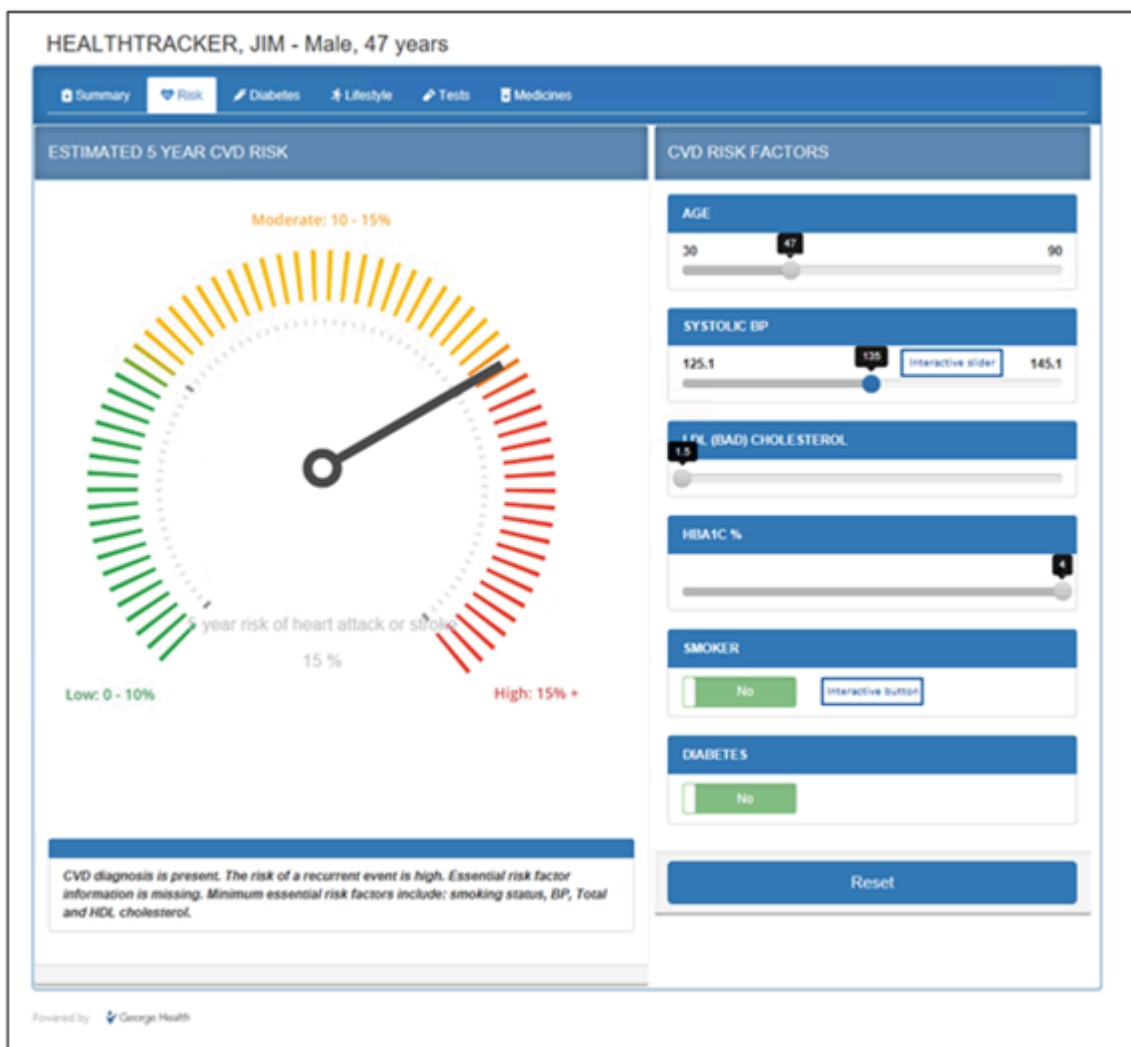 HEALTHTRACKER, JIM - Male, 47 years
Summary Risk Diabetes Lifestyle Tests Medicines
ESTIMATED 5 YEAR CVD RISK
Moderate: 10 - 15%
5 year risk of heart attack or stroke
15 %
Low: 0 - 10%
High: 15% +
CVD diagnosis is present. The risk of a recurrent event is high. Essential risk factor
information is missing. Minimum essential risk factors include: smoking status, BP, Total
and HDL cholesterol.
CVD RISK FACTORS
AGE
30 47 90
SYSTOLIC BP
125.1 135 Interactive slider 145.1
LDL (BAD) CHOLESTEROL
1.5
HBA1C %
4
SMOKER
No Interactive button
DIABETES
No
Reset
Powered by George Health